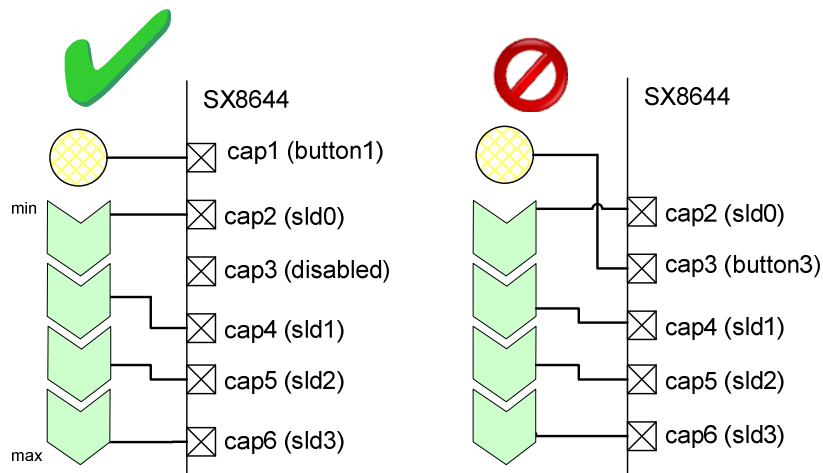 SX8644
cap1 (button1)
min
cap2 (sld0)
cap3 (disabled)
cap4 (sld1)
cap5 (sld2)
max
cap6 (sld3)
SX8644
cap2 (sld0)
cap3 (button3)
cap4 (sld1)
cap5 (sld2)
cap6 (sld3)